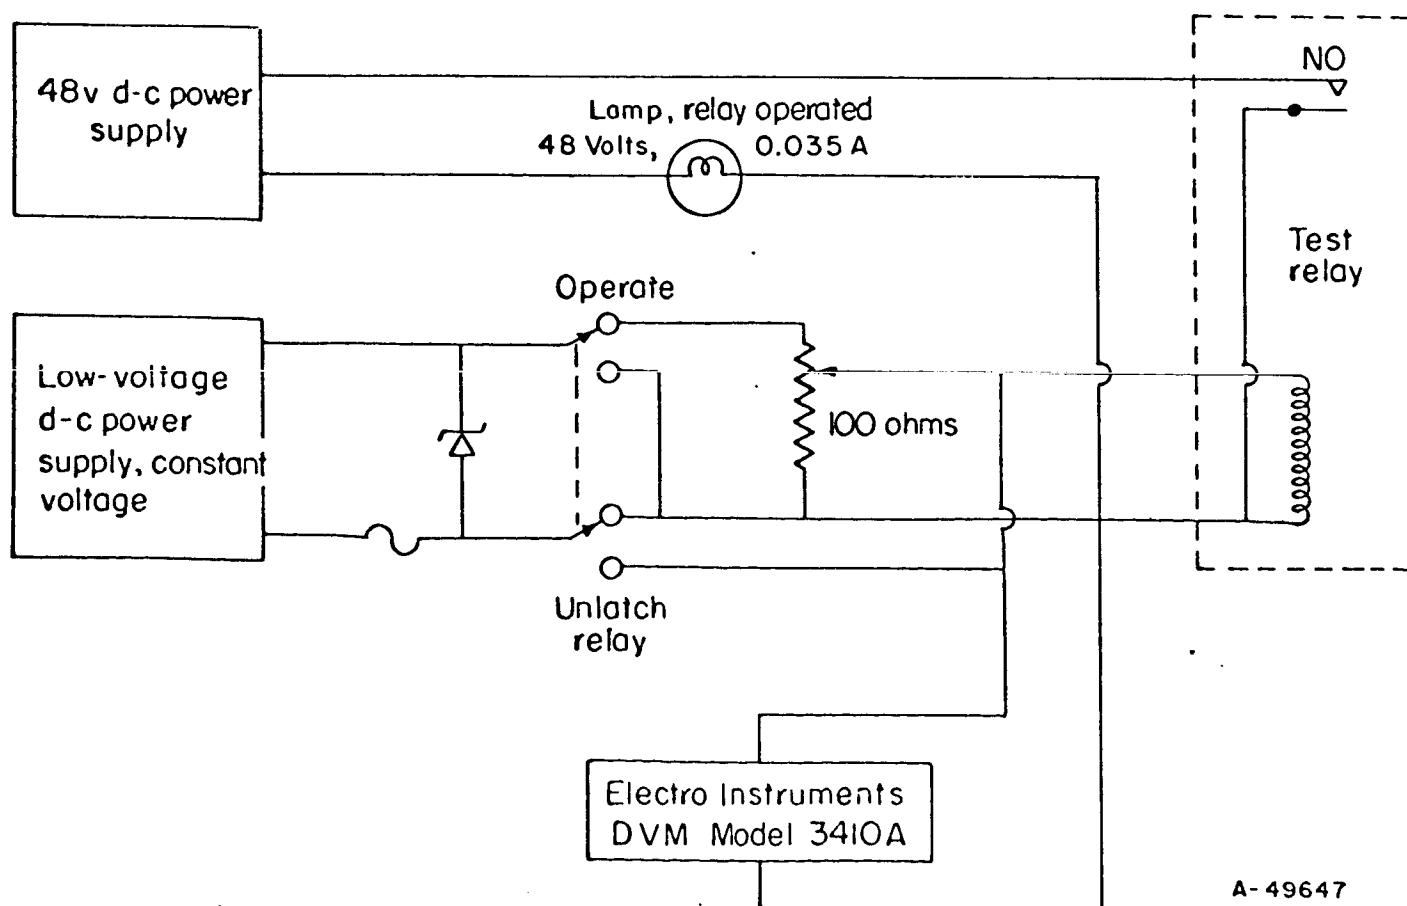 48v d-c power
supply
Lamp, relay operated
48 Volts, 0.035 A
NO
Test
relay
Operate
Low-voltage
d-c power
supply, constant
voltage
100 ohms
Unlatch
relay
Electro Instruments
DVM Model 3410A
A-49647